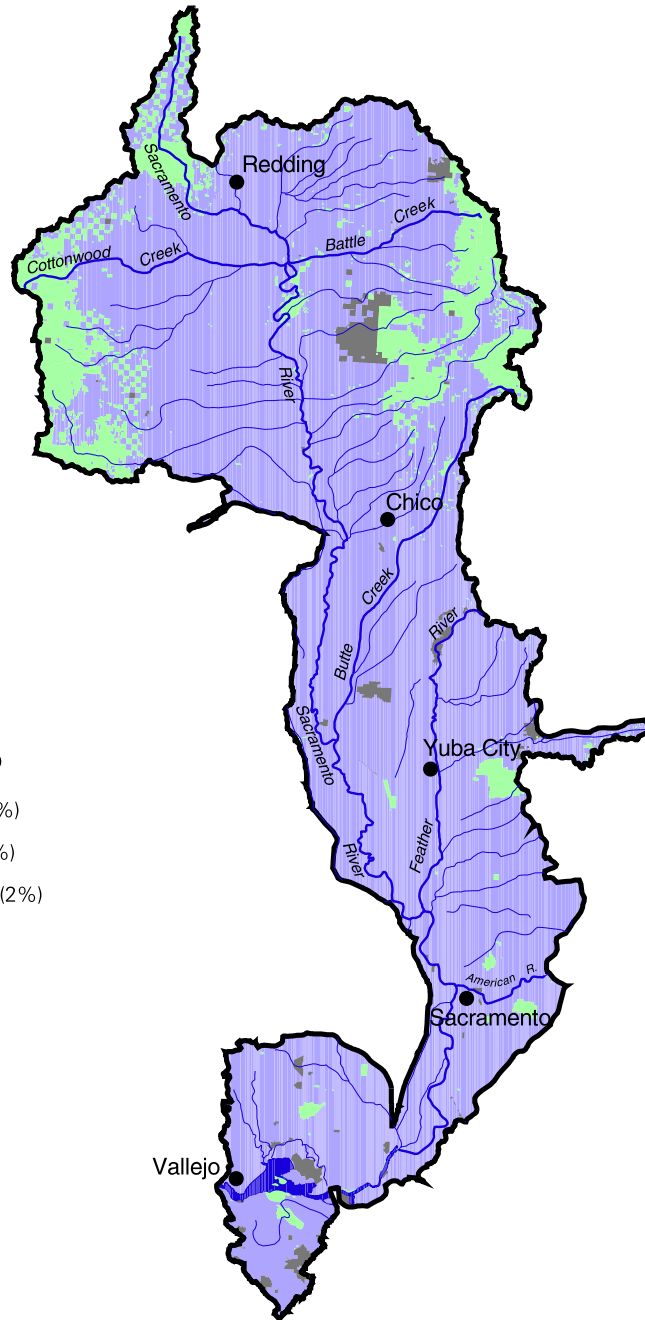 Redding
Sacramento
Creek
Battle
Cottonwood
Creek
River
Chico
Creek
River
Butte
Sacramento
Yuba City
%)
%)
(2%)
Feather
River
American R.
Sacramento
Vallejo